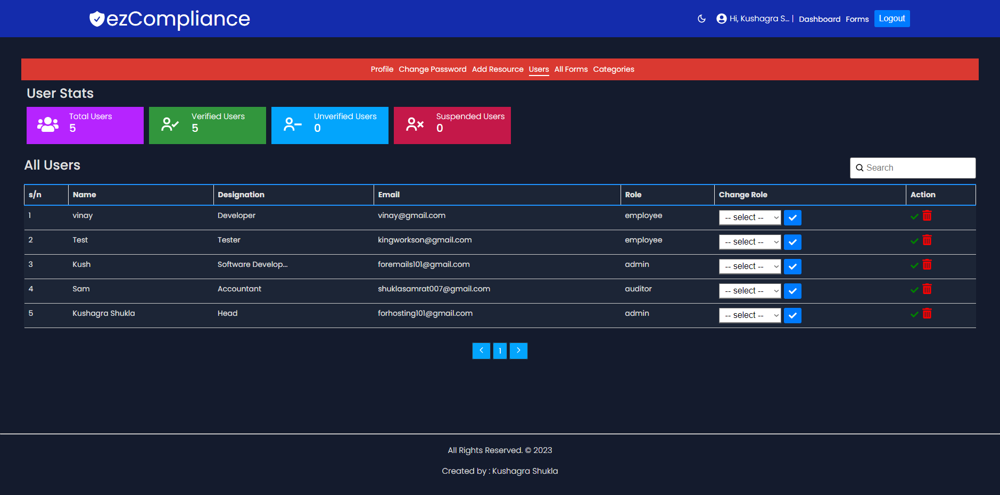 ezCompliance
Hi, Kushagra S... | Dashboard Forms Logout
Profile Change Password Add Resource Users All Forms Categories
User Stats
Total Users
5
Verified Users
5
Unverified Users
0
Suspended Users
0
All Users
Search
s/n Name Designation Email Role Change Role Action
1 vinay Developer vinay@gmail.com employee -- select --
2 Test Tester kingworkson@gmail.com employee -- select --
3 Kush Software Develop... foremails101@gmail.com admin -- select --
4 Sam Accountant shuklasamrat007@gmail.com auditor -- select --
5 Kushagra Shukla Head forhosting101@gmail.com admin -- select --
1
All Rights Reserved. © 2023
Created by : Kushagra Shukla